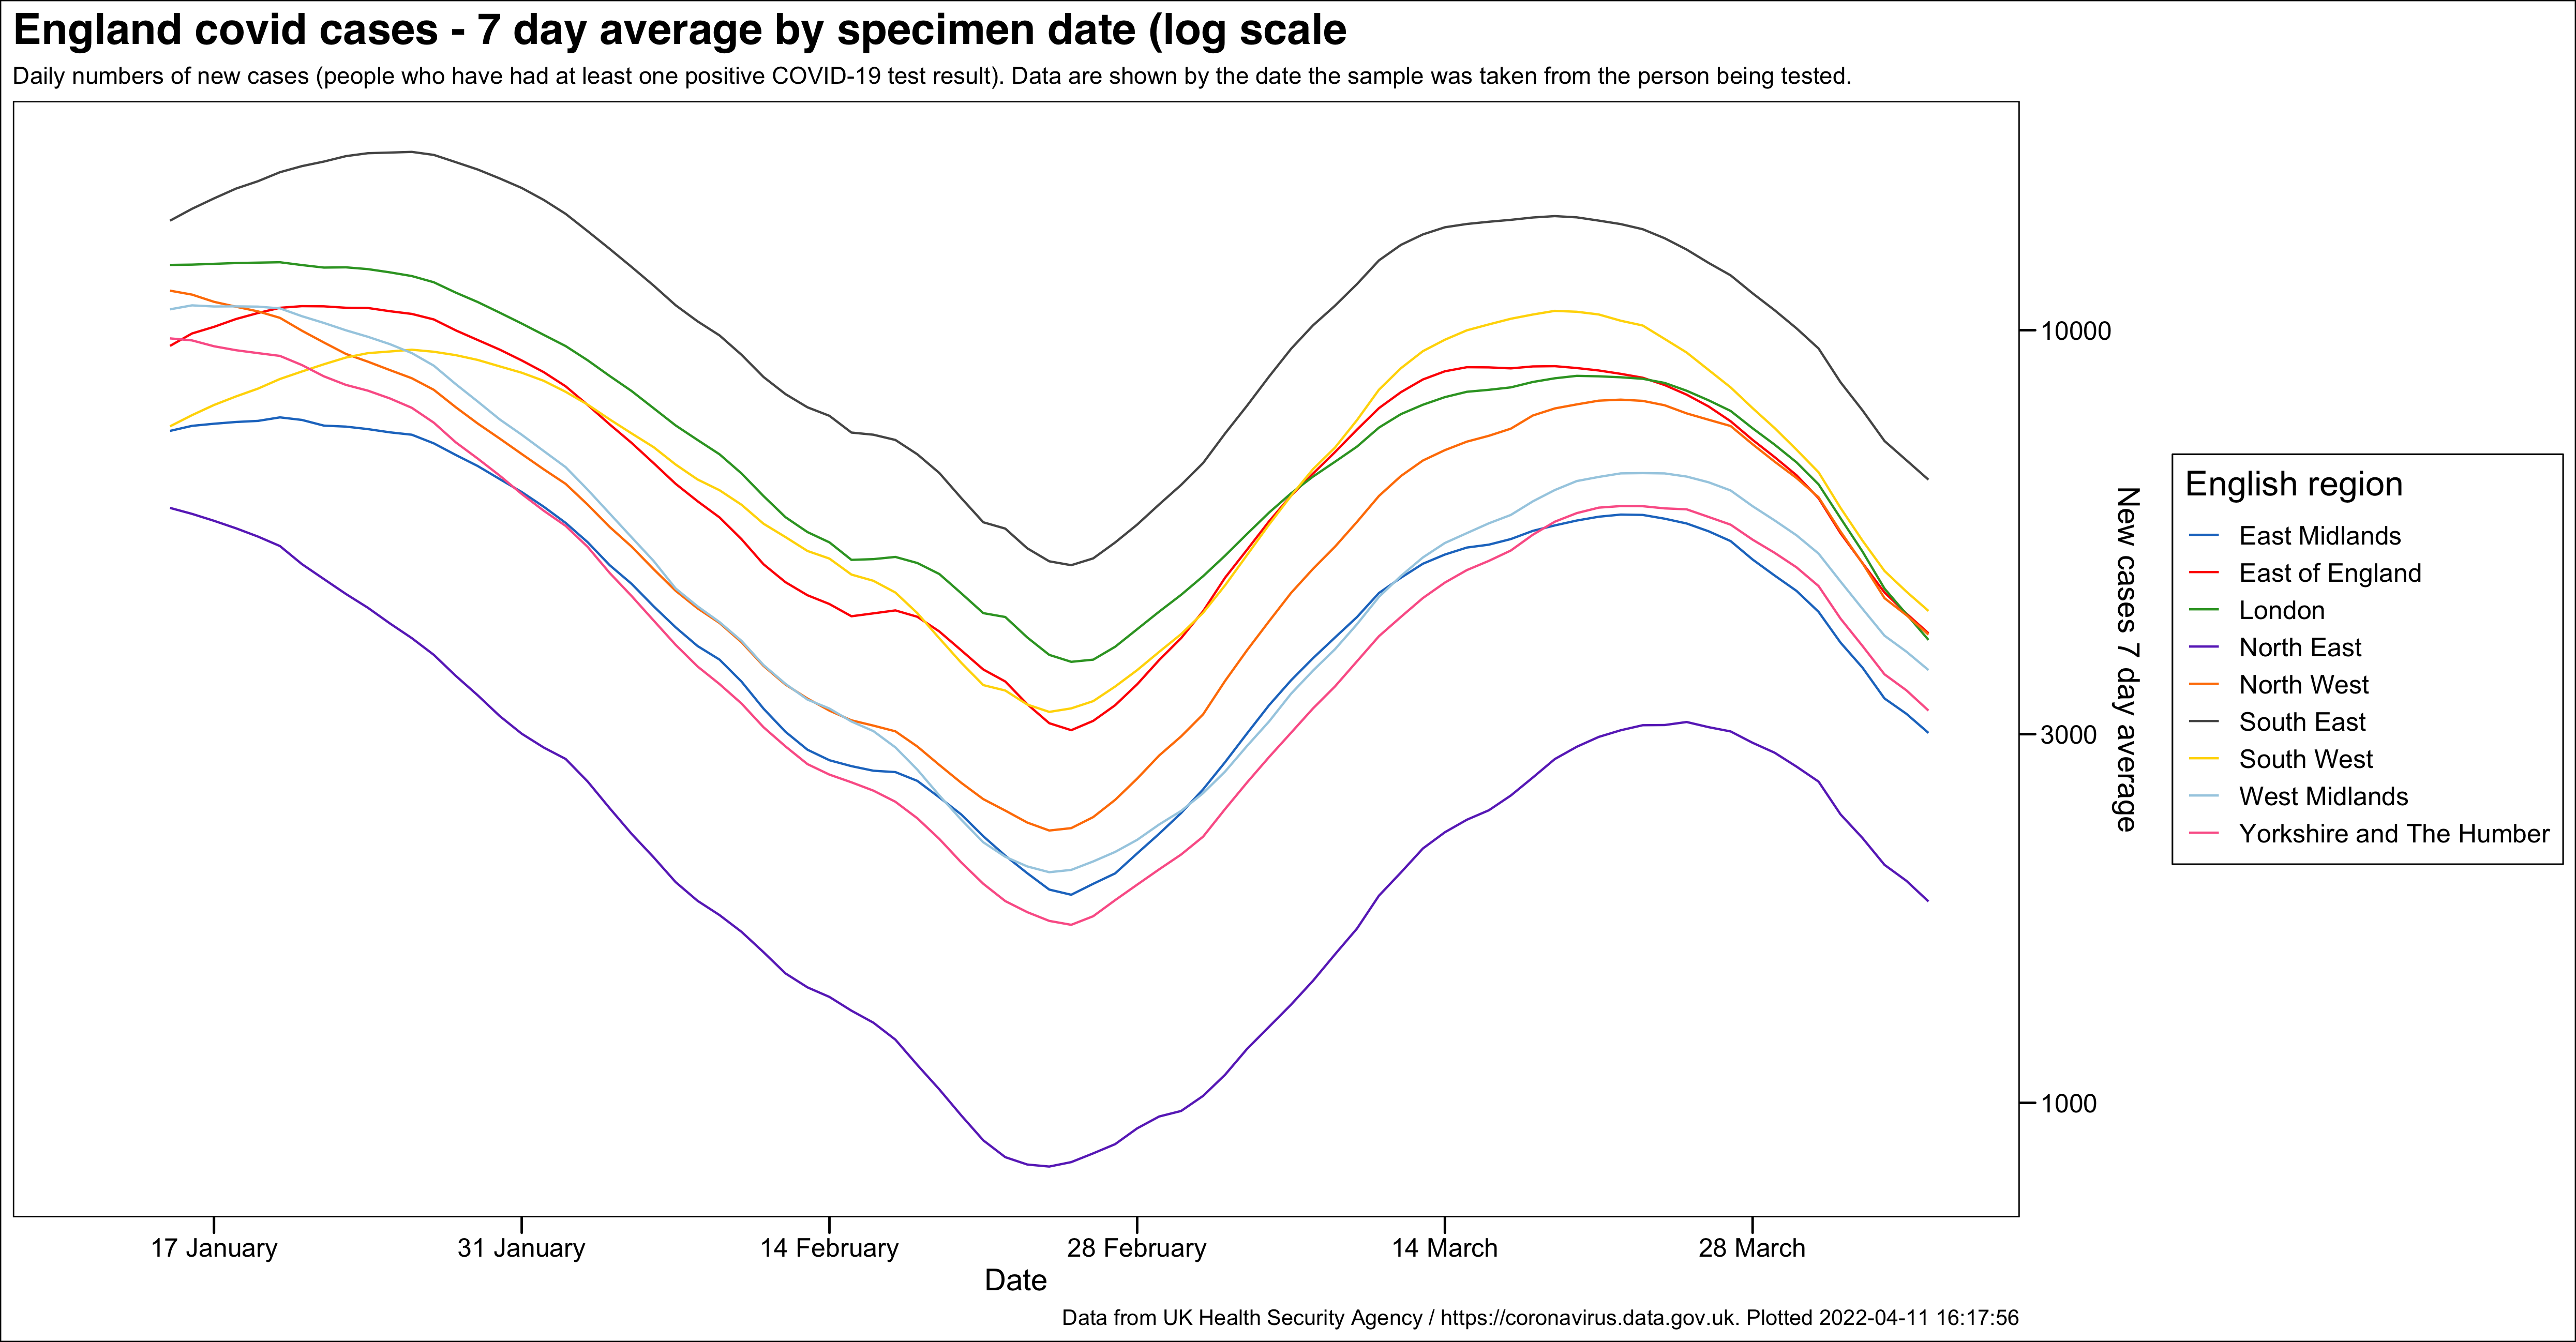 England covid cases - 7 day average by specimen date (log scale
Daily numbers of new cases (people who have had at least one positive COVID-19 test result). Data are shown by the date the sample was taken from the person being tested.
10000
3000
1000
New cases 7 day average
English region
East Midlands
East of England
London
North East
North West
South East
South West
West Midlands
Yorkshire and The Humber
17 January
31 January
14 February
28 February
14 March
28 March
Date
Data from UK Health Security Agency / https://coronavirus.data.gov.uk. Plotted 2022-04-11 16:17:56